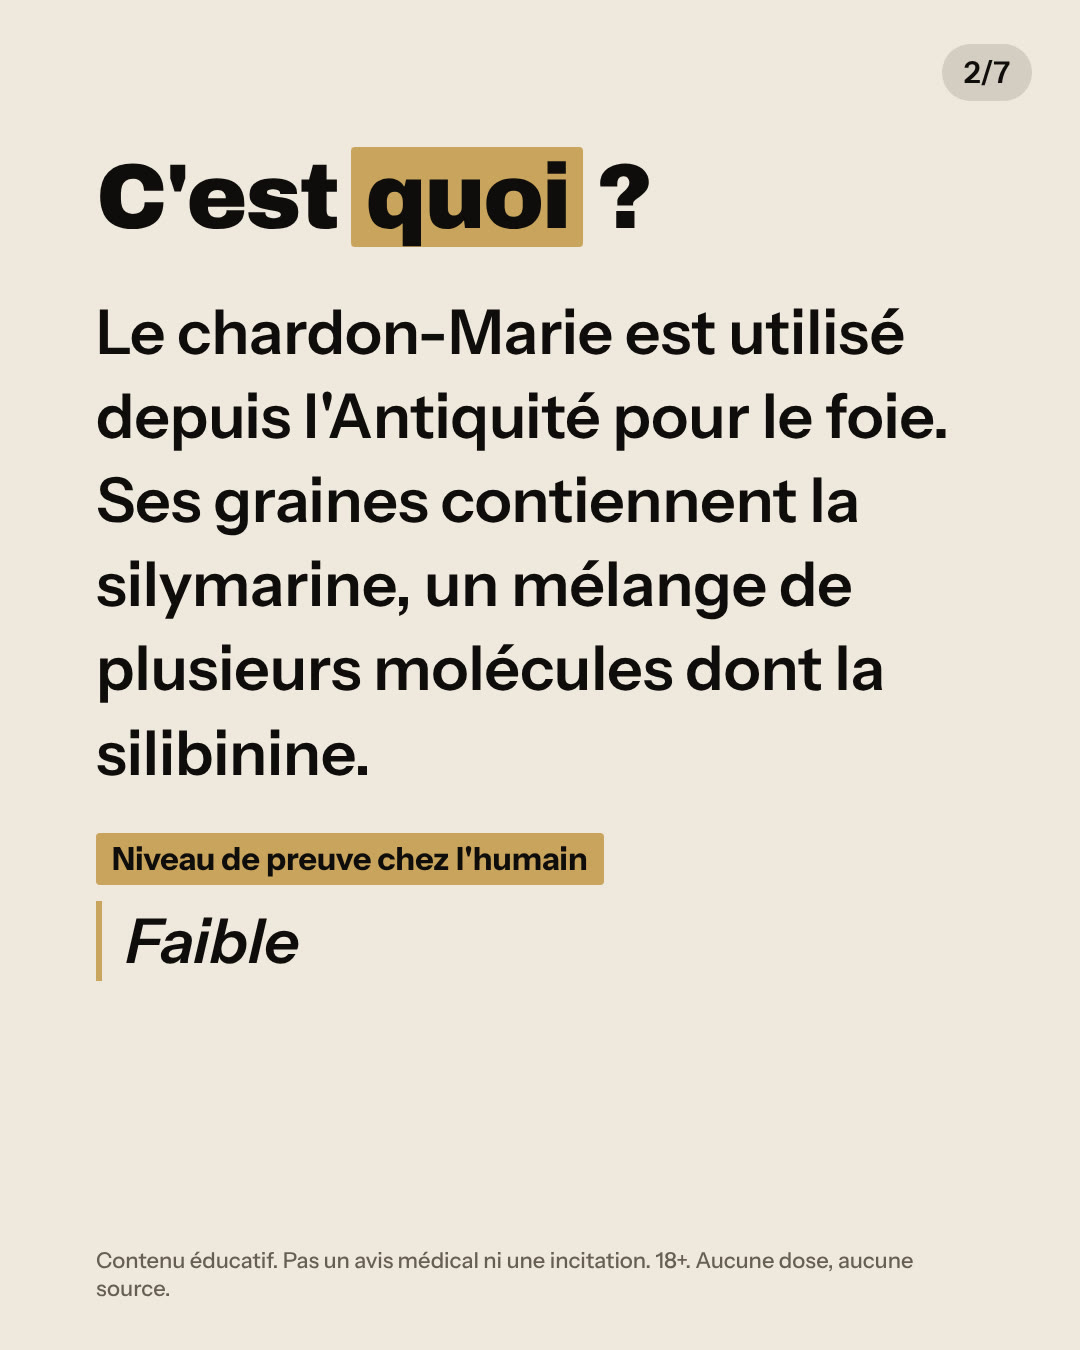 2/7
C'est quoi ?
Le chardon-Marie est utilisé
depuis l'Antiquité pour le foie.
Ses graines contiennent la
silymarine, un mélange de
plusieurs molécules dont la
silibinine.
Niveau de preuve chez l'humain
Faible
Contenu éducatif. Pas un avis médical ni une incitation. 18+. Aucune dose, aucune
source.